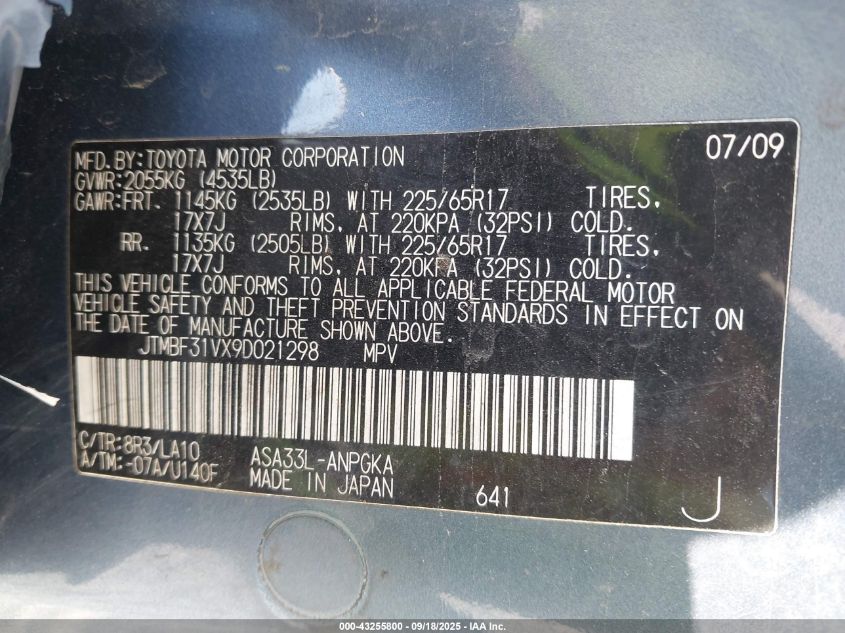 07/09
MFD. BY: TOYOTA MOTOR CORPORATION
GVWR: 2055KG (4535LB)
GAWR: FRT. 1145KG (2535LB) WITH 225/65R17 TIRES,
17X7J RIMS, AT 220KPA (32PSI) COLD.
RR. 1135KG (2505LB) WITH 225/65R17 TIRES,
17X7J RIMS, AT 220KPA (32PSI) COLD.
THIS VEHICLE CONFORMS TO ALL APPLICABLE FEDERAL MOTOR
VEHICLE SAFETY AND THEFT PREVENTION STANDARDS IN EFFECT ON
THE DATE OF MANUFACTURE SHOWN ABOVE.
JTMBF31VX9D021298 MPV
C/TR: 8R3/LA10 ASA33L-ANPGKA
A/TM: -07A/U140F MADE IN JAPAN 641 J
000-43255800 - 09/18/2025 - IAA Inc.